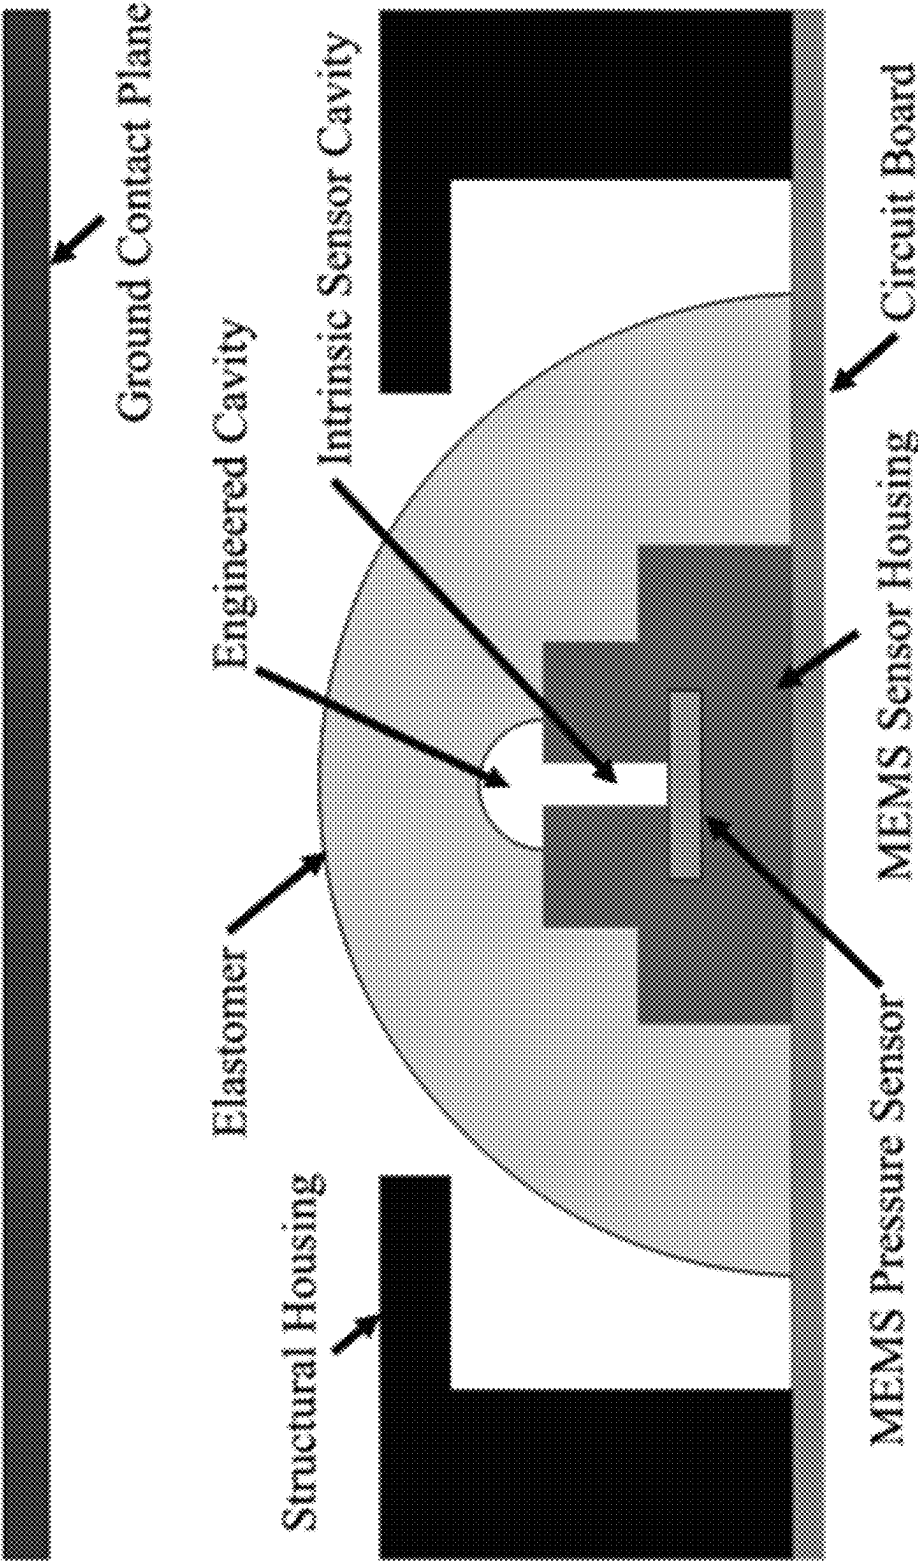 Ground Contact Plane
Engineered Cavity
Intrinsic Sensor Cavity
Elastomer
Structural Housing
Circuit Board
MEMS Sensor Housing
MEMS Pressure Sensor